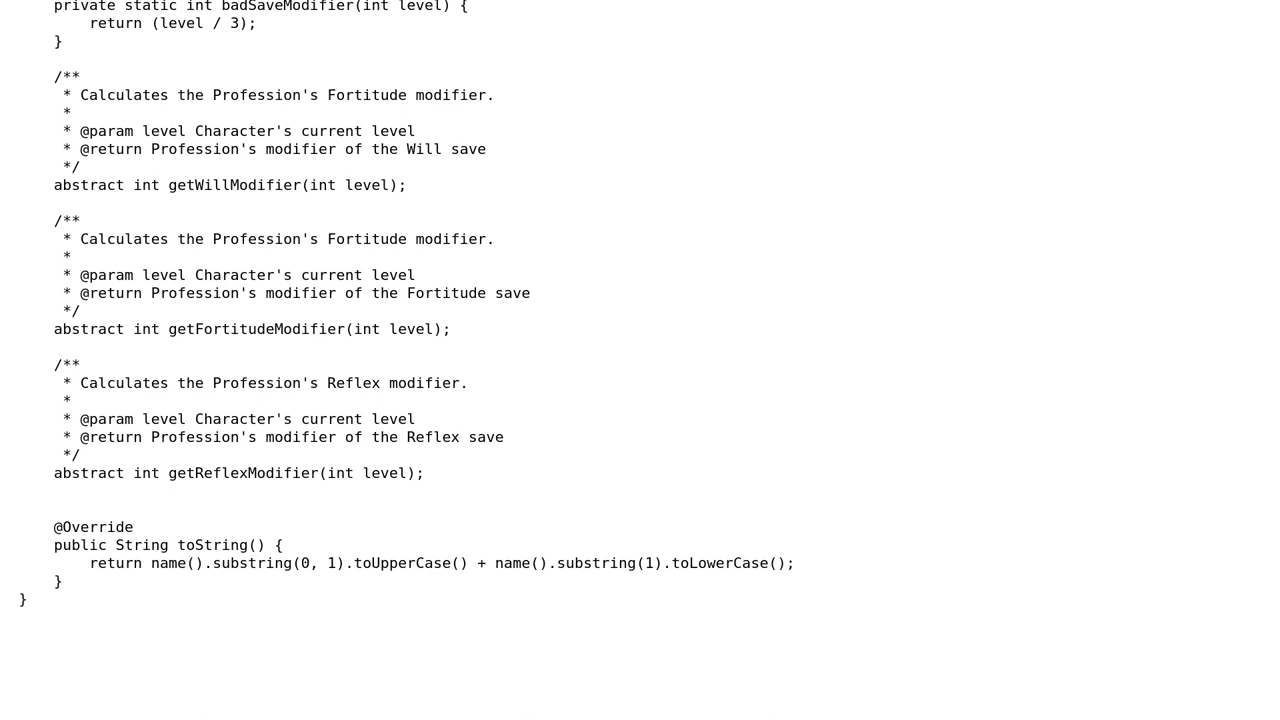 private static int badSaveModifier(int level) {
        return (level / 3);
    }

    /**
     * Calculates the Profession's Fortitude modifier.
     *
     * @param level Character's current level
     * @return Profession's modifier of the Will save
     */
    abstract int getWillModifier(int level);

    /**
     * Calculates the Profession's Fortitude modifier.
     *
     * @param level Character's current level
     * @return Profession's modifier of the Fortitude save
     */
    abstract int getFortitudeModifier(int level);

    /**
     * Calculates the Profession's Reflex modifier.
     *
     * @param level Character's current level
     * @return Profession's modifier of the Reflex save
     */
    abstract int getReflexModifier(int level);


    @Override
    public String toString() {
        return name().substring(0, 1).toUpperCase() + name().substring(1).toLowerCase();
    }
}